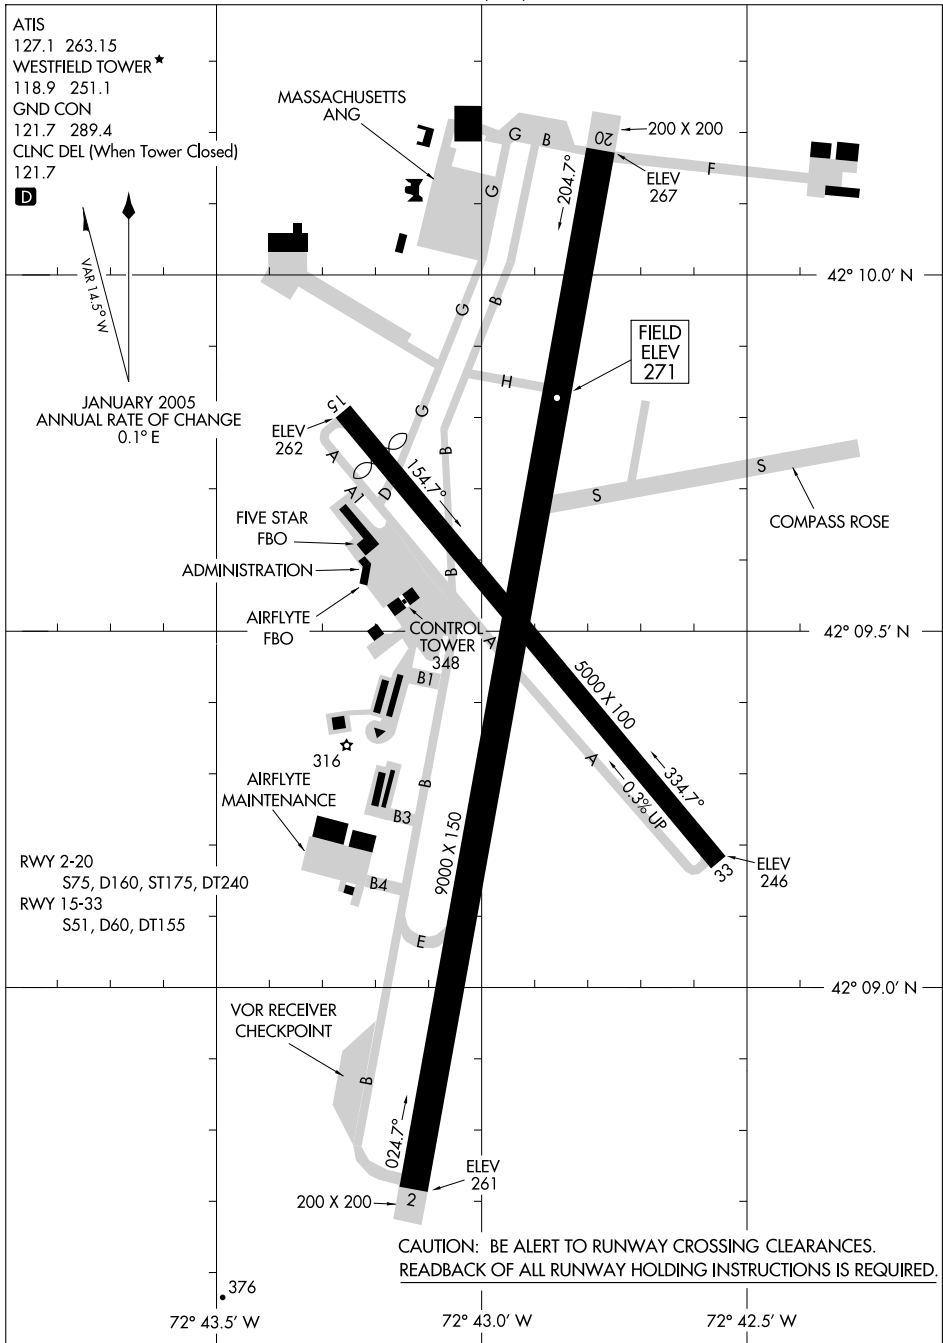 ATIS
127.1 263.15
WESTFIELD TOWER
118.9 251.1
GND CON
121.7 289.4
CLNC DEL (When Tower Closed)
121.7
D
VAR 14.5° W
JANUARY 2005
ANNUAL RATE OF CHANGE
0.1° E
MASSACHUSETTS
ANG
G
B
20
200 X 200
ELEV
267
F
204.7°
G
42° 10.0' N
G
B
FIELD
ELEV
271
H
G
15
ELEV
262
A
B
154.7°
A1
D
S
S
COMPASS ROSE
FIVE STAR
FBO
ADMINISTRATION
B
AIRFLYTE
FBO
CONTROL
TOWER
348
A
42° 09.5' N
B1
5000 X 100
316
A
334.7°
0.3% UP
AIRFLYTE
MAINTENANCE
B
B3
9000 X 150
33
ELEV
246
RWY 2-20
S75, D160, ST175, DT240
RWY 15-33
S51, D60, DT155
B4
E
42° 09.0' N
VOR RECEIVER
CHECKPOINT
B
024.7°
ELEV
261
200 X 200
2
CAUTION: BE ALERT TO RUNWAY CROSSING CLEARANCES.
READBACK OF ALL RUNWAY HOLDING INSTRUCTIONS IS REQUIRED.
376
72° 43.5' W
72° 43.0' W
72° 42.5' W